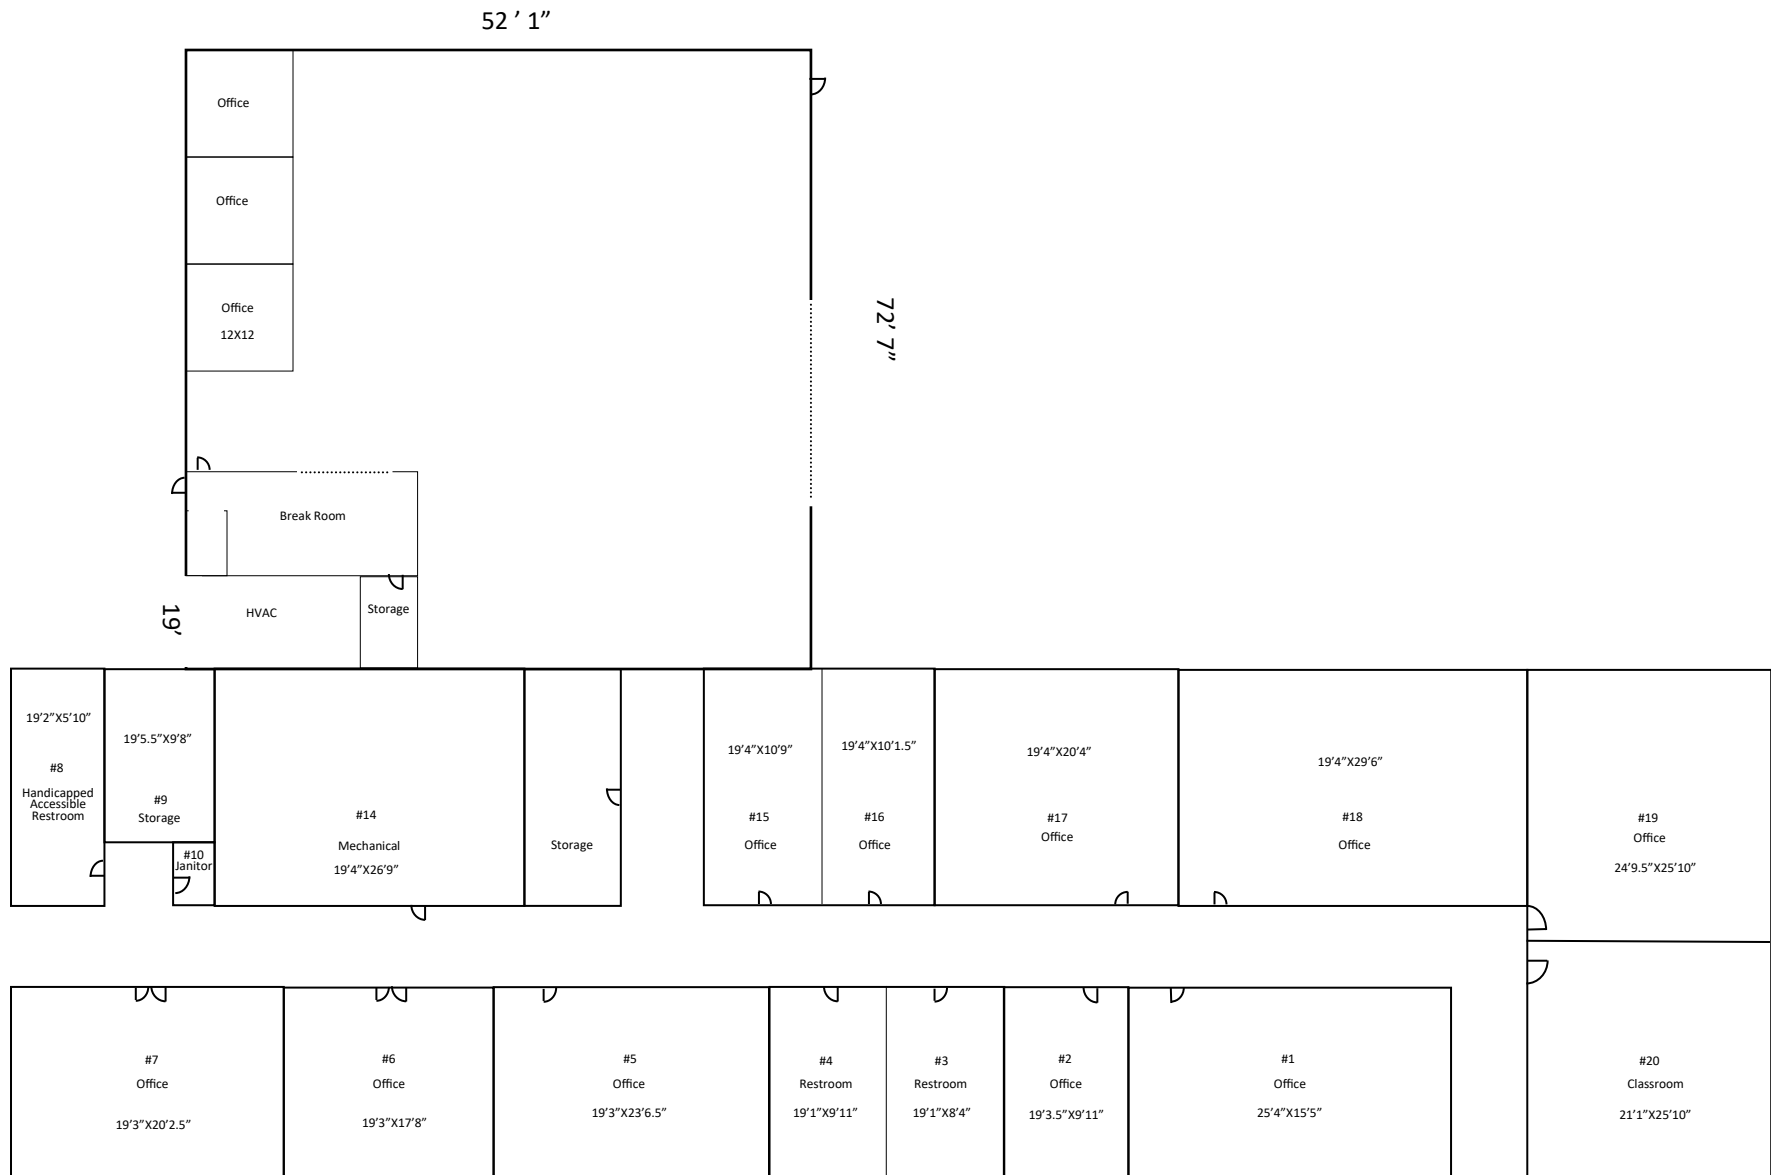 52 ’ 1”
Office
Office
Office
12X12
72’ 7”
Break Room
HVAC
Storage
19’
19’2”X5’10”
#8
Handicapped
Accessible
Restroom
19’5.5”X9’8”
#9
Storage
#10
Janitor
#14
Mechanical
19’4”X26’9”
Storage
19’4”X10’9”
#15
Office
19’4”X10’1.5”
#16
Office
19’4”X20’4”
#17
Office
19’4”X29’6”
#18
Office
#19
Office
24’9.5”X25’10”
#7
Office
19’3”X20’2.5”
#6
Office
19’3”X17’8”
#5
Office
19’3”X23’6.5”
#4
Restroom
19’1”X9’11”
#3
Restroom
19’1”X8’4”
#2
Office
19’3.5”X9’11”
#1
Office
25’4”X15’5”
#20
Classroom
21’1”X25’10”